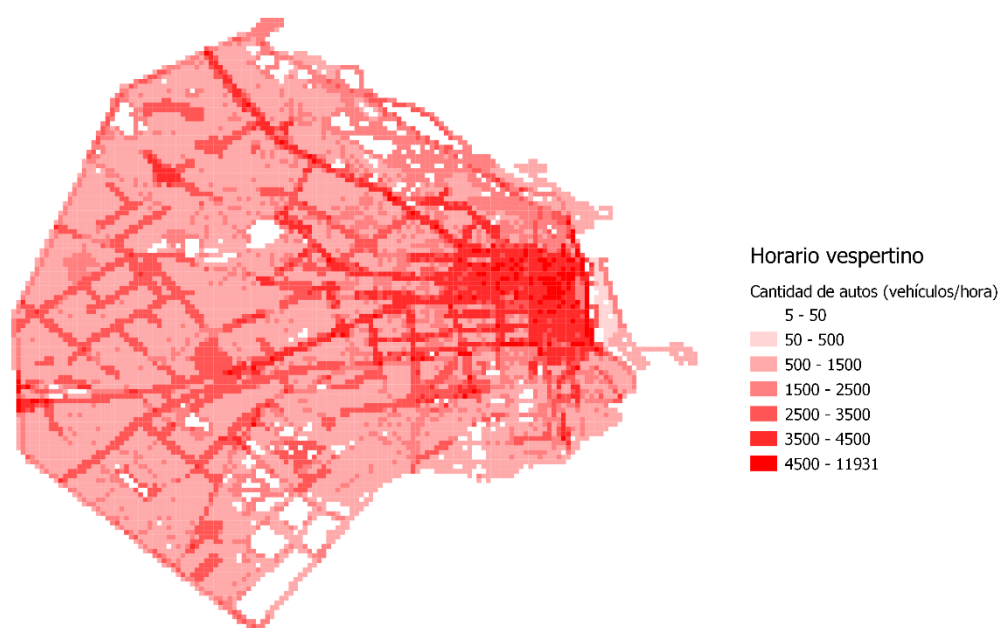 Horario vespertino
Cantidad de autos (vehículos/hora)
5 - 50
50 - 500
500 - 1500
1500 - 2500
2500 - 3500
3500 - 4500
4500 - 11931